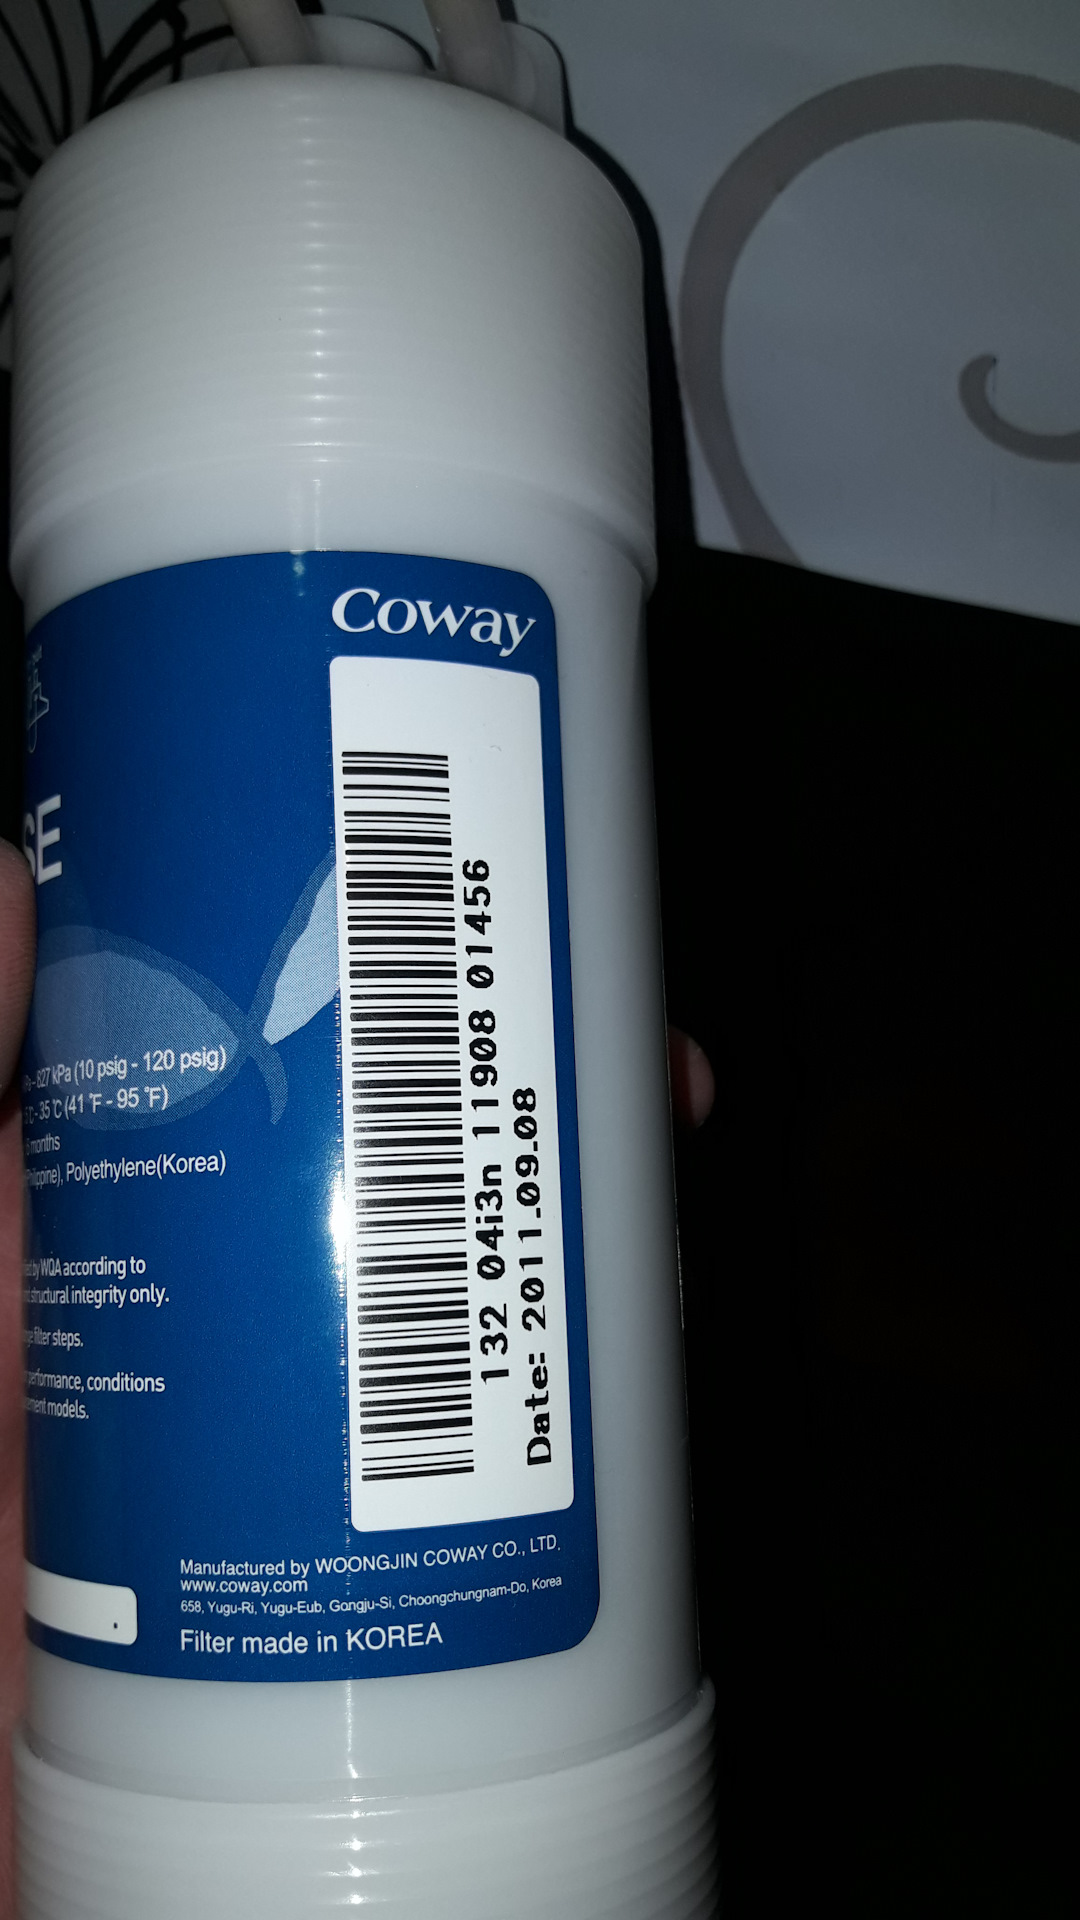 Coway
SE
132 04i3n 11908 01456
Date: 2011.09.08
827 kPa (10 psig - 120 psig)
35 ℃ (41 ℉ - 95 ℉)
months
Polyethylene(Korea)
by WQA according to
structural integrity only.
filter steps.
performance, conditions
models.
Manufactured by WOONGJIN COWAY CO., LTD.
www.coway.com
658, Yugu-Ri, Yugu-Eub, Gongju-Si, Choongchungnam-Do, Korea
Filter made in KOREA